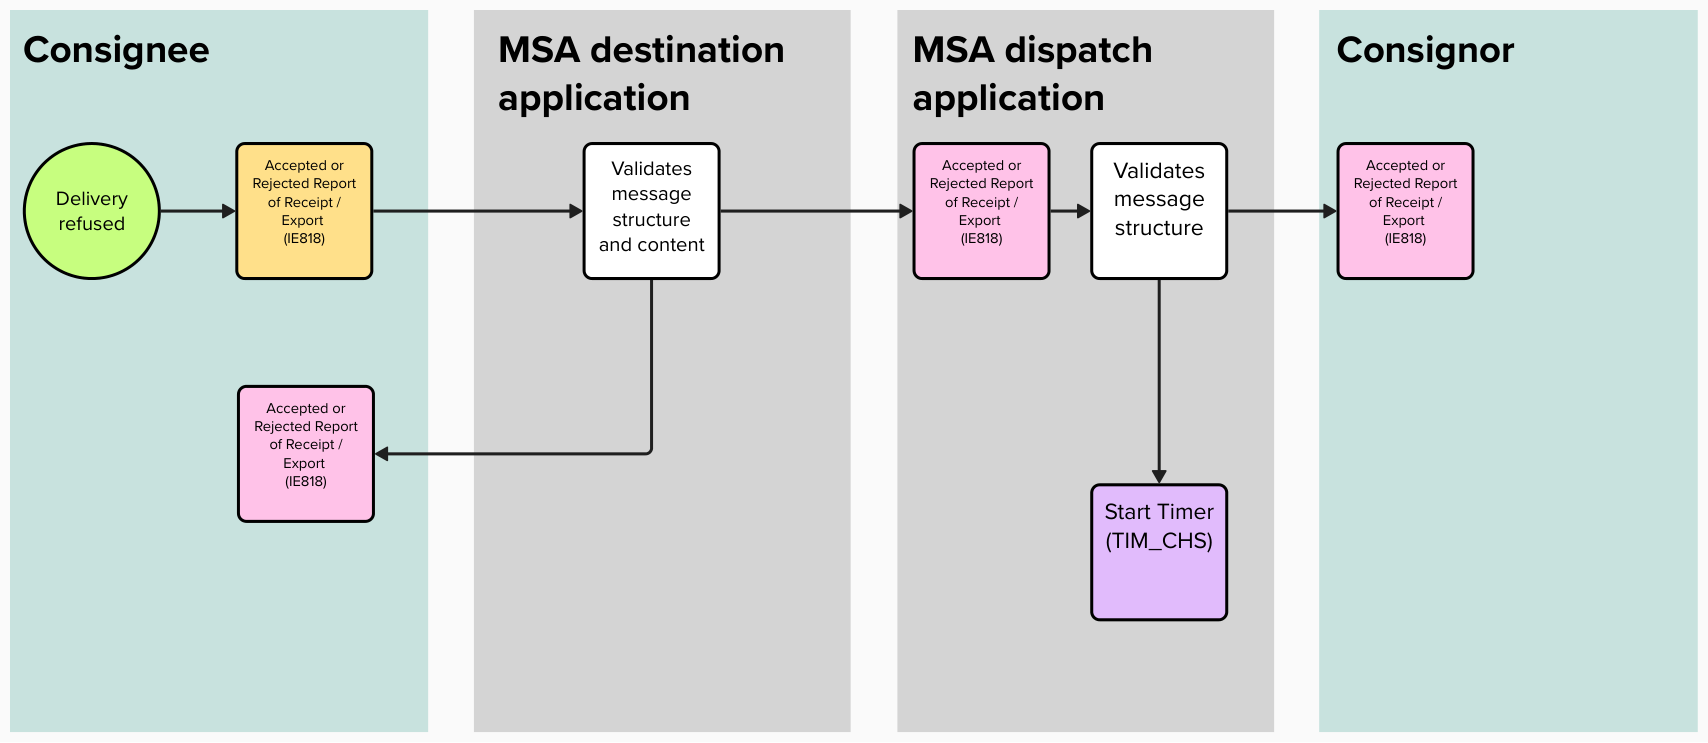 Consignee
MSA destination
application
MSA dispatch
application
Consignor
Delivery
refused
Accepted or
Rejected Report
of Receipt /
Export
(IE818)
Validates
message
structure
and content
Accepted or
Rejected Report
of Receipt /
Export
(IE818)
Validates
message
structure
Accepted or
Rejected Report
of Receipt /
Export
(IE818)
Accepted or
Rejected Report
of Receipt /
Export
(IE818)
Start Timer
(TIM_CHS)